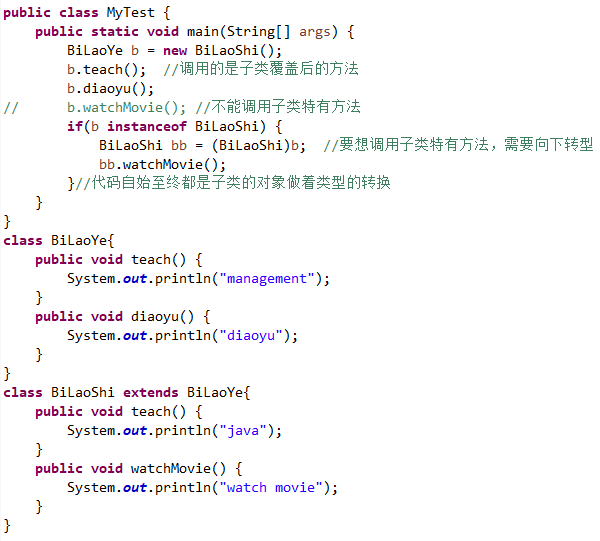 public class MyTest {
    public static void main(String[] args) {
        BiLaoYe b = new BiLaoShi();
        b.teach();  //调用的是子类覆盖后的方法
        b.diaoyu();
//      b.watchMovie(); //不能调用子类特有方法
        if(b instanceof BiLaoShi) {
            BiLaoShi bb = (BiLaoShi)b;  //要想调用子类特有方法，需要向下转型
            bb.watchMovie();
        }//代码自始至终都是子类的对象做着类型的转换
    }
}
class BiLaoYe{
    public void teach() {
        System.out.println("management");
    }
    public void diaoyu() {
        System.out.println("diaoyu");
    }
}
class BiLaoShi extends BiLaoYe{
    public void teach() {
        System.out.println("java");
    }
    public void watchMovie() {
        System.out.println("watch movie");
    }
}